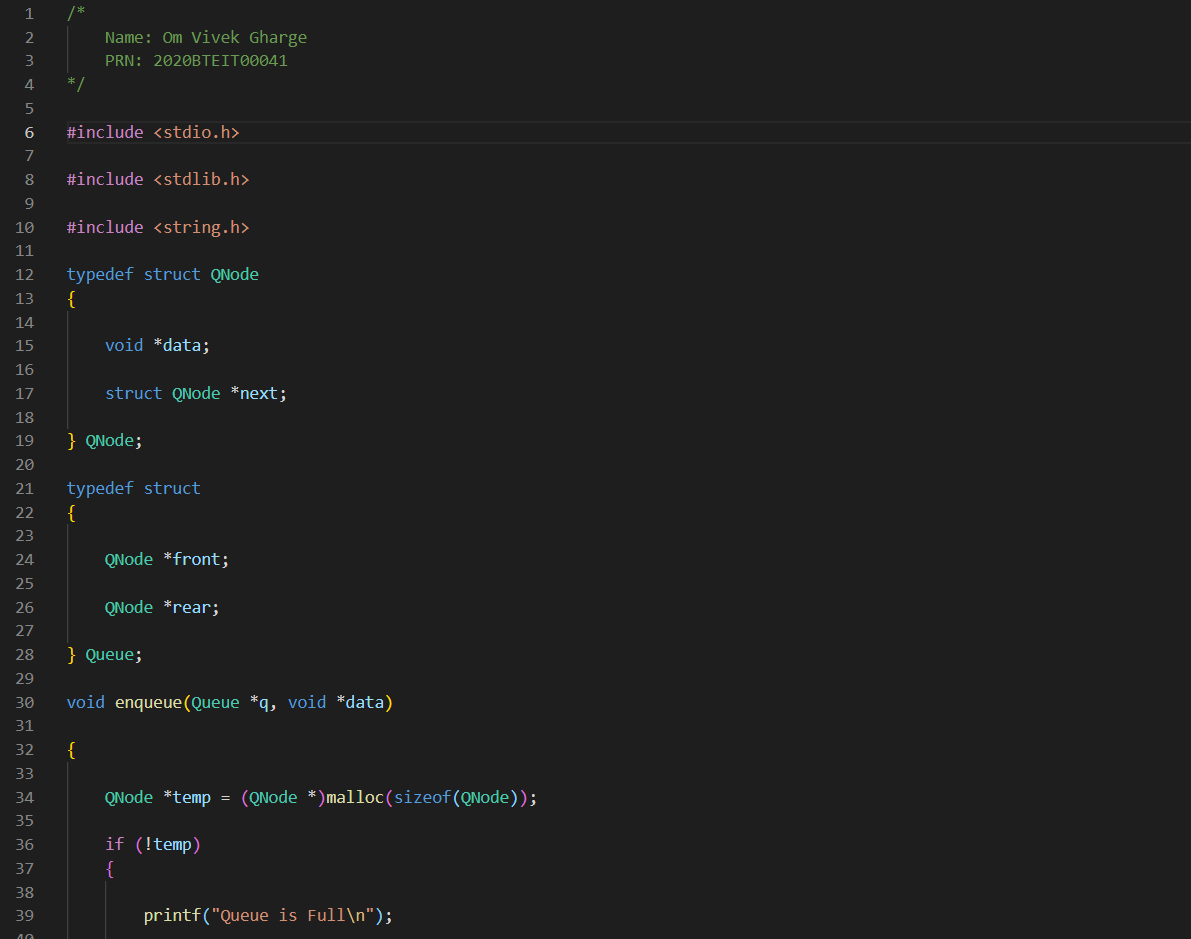 1 /*
2 Name: Om Vivek Gharge
3 PRN: 2020BTEIT00041
4 */
5
6 #include <stdio.h>
7
8 #include <stdlib.h>
9
10 #include <string.h>
11
12 typedef struct QNode
13 {
14
15 void *data;
16
17 struct QNode *next;
18
19 } QNode;
20
21 typedef struct
22 {
23
24 QNode *front;
25
26 QNode *rear;
27
28 } Queue;
29
30 void enqueue(Queue *q, void *data)
31
32 {
33
34 QNode *temp = (QNode *)malloc(sizeof(QNode));
35
36 if (!temp)
37 {
38
39 printf("Queue is Full\n");
40